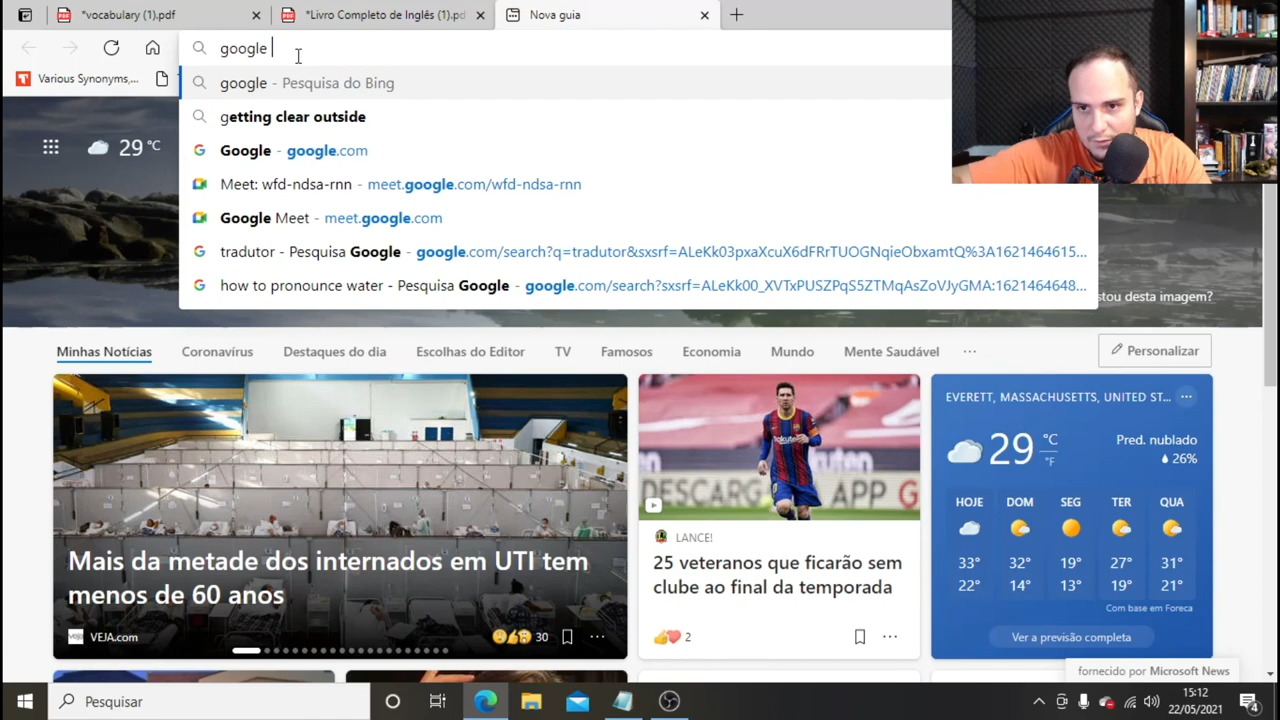 *vocabulary (1).pdf
*Livro Completo de Inglês (1).pd
Nova guia
google
Various Synonyms,...
google - Pesquisa do Bing
getting clear outside
Google - google.com
Meet: wfd-ndsa-rnn - meet.google.com/wfd-ndsa-rnn
Google Meet - meet.google.com
tradutor - Pesquisa Google - google.com/search?q=tradutor&sxsrf=ALeKk03pxaXcuX6dFRrTUOGNqieObxamtQ%3A1621464615...
how to pronounce water - Pesquisa Google - google.com/search?sxsrf=ALeKk00_XVTxPUSZPqS5ZTMqAsZoVJyGMA:1621464648...
29 °C
stou desta imagem?
Minhas Notícias
Coronavírus
Destaques do dia
Escolhas do Editor
TV
Famosos
Economia
Mundo
Mente Saudável
Personalizar
Mais da metade dos internados em UTI tem
menos de 60 anos
veja
VEJA.com
30
Rakuten
DESCARG
APP G
LANCE!
25 veteranos que ficarão sem
clube ao final da temporada
2
EVERETT, MASSACHUSETTS, UNITED ST...
29 °C
°F
Pred. nublado
26%
HOJE DOM SEG TER QUA
33° 32° 19° 27° 31°
22° 14° 13° 19° 21°
Com base em Foreca
Ver a previsão completa
fornecido por Microsoft News
Pesquisar
15:12
22/05/2021
4